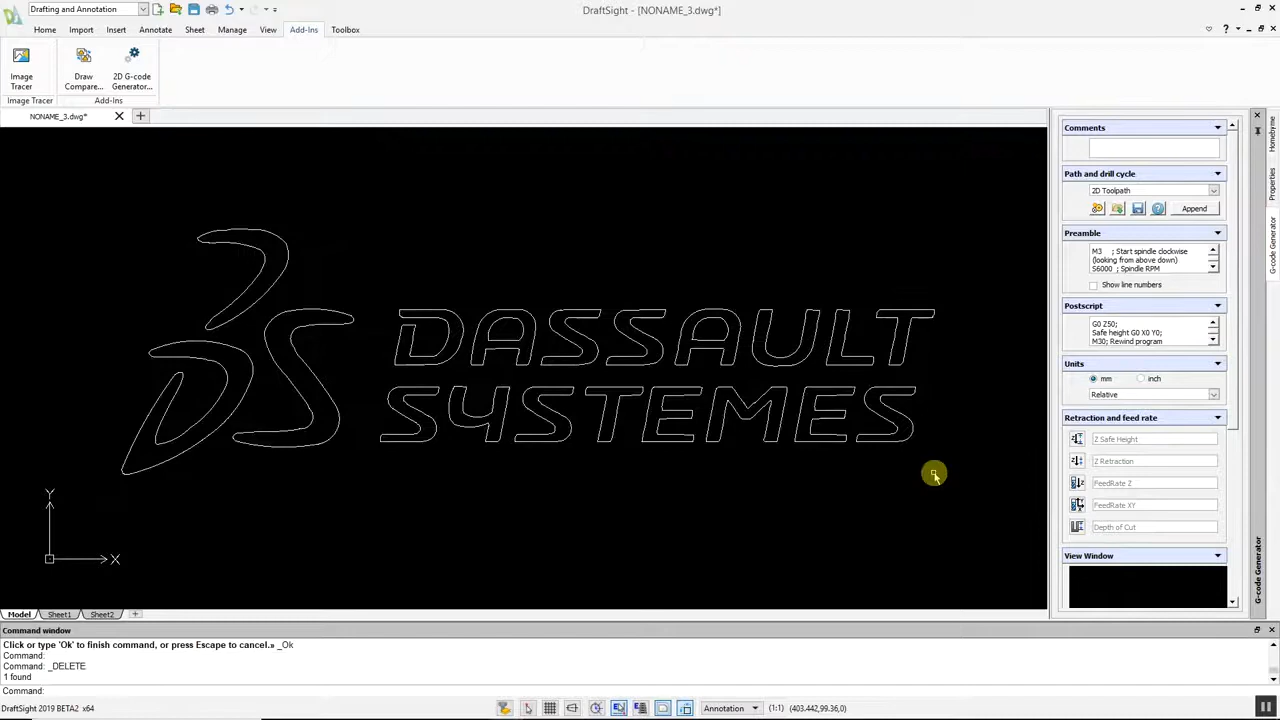 Drafting and Annotation
DraftSight - [NONAME_3.dwg*]
Home Import Insert Annotate Sheet Manage View Add-Ins Toolbox
Image Tracer
Draw Compare...
2D G-code Generator...
Image Tracer
Add-Ins
NONAME_3.dwg*
DASSAULT
SYSTEMES
Y
X
Comments
Path and drill cycle
2D Toolpath
Append
Preamble
M3 ; Start spindle clockwise
(looking from above down)
S6000 ; Spindle RPM
Show line numbers
Postscript
G0 Z50;
Safe height G0 X0 Y0;
M30; Rewind program
Units
mm inch
Relative
Retraction and feed rate
Z Safe Height
Z Retraction
FeedRate Z
FeedRate XY
Depth of Cut
View Window
Homebyme
Properties
G-code Generator
G-code Generator
Model Sheet1 Sheet2
Command window
Click or type 'Ok' to finish command, or press Escape to cancel.» _Ok
Command:
Command: _DELETE
1 found
Command:
DraftSight 2019 BETA2 x64
Annotation (1:1) (403.442,99.36,0)